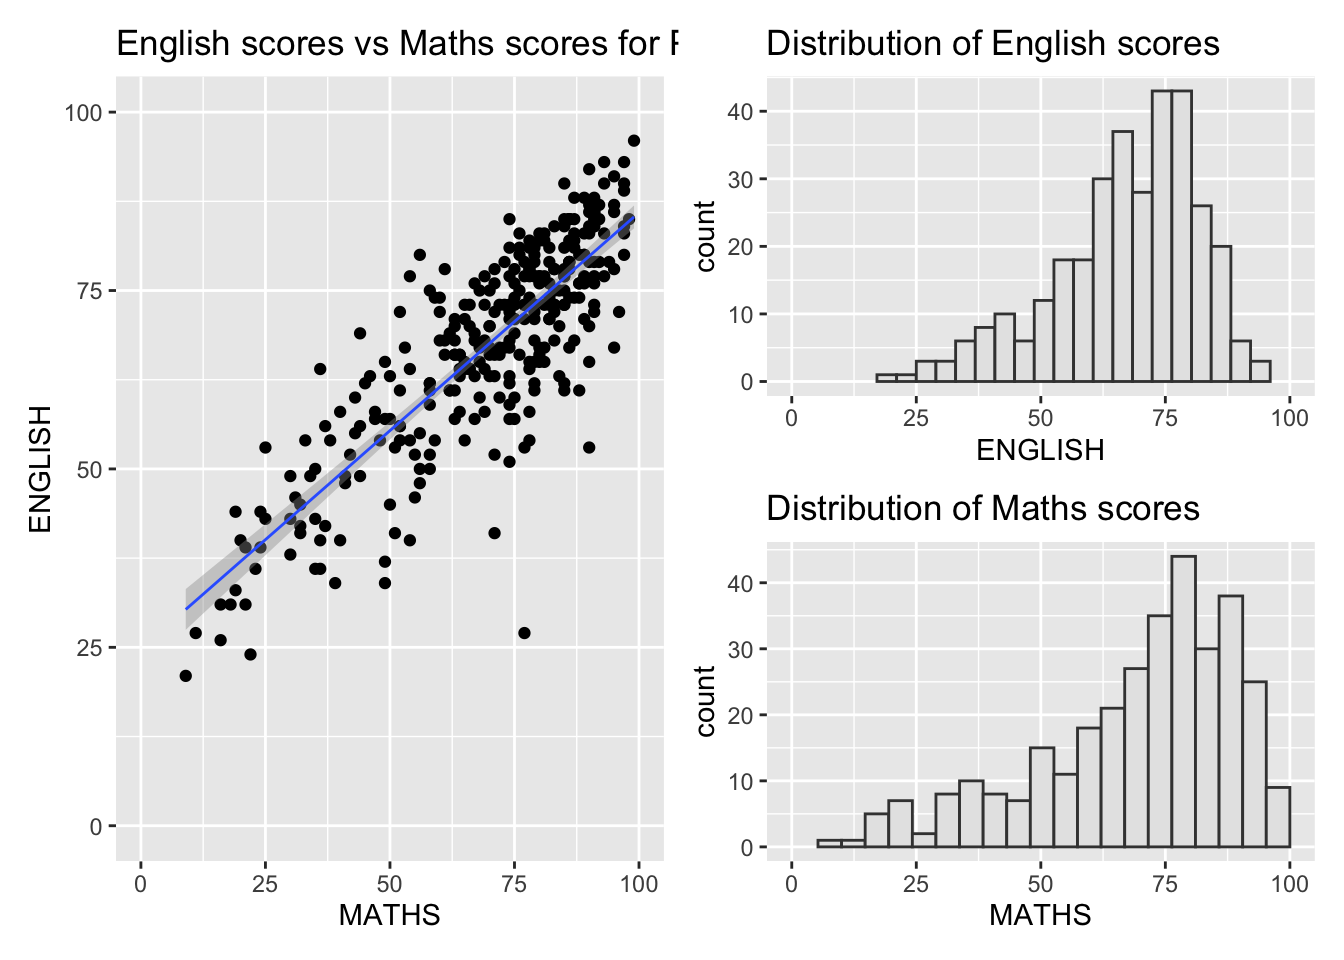 English scores vs Maths scores for
100
75
50
25
0
ENGLISH
0 25 50 75 100
MATHS
Distribution of English scores
40
30
20
10
0
count
0 25 50 75 100
ENGLISH
Distribution of Maths scores
40
30
20
10
0
count
0 25 50 75 100
MATHS